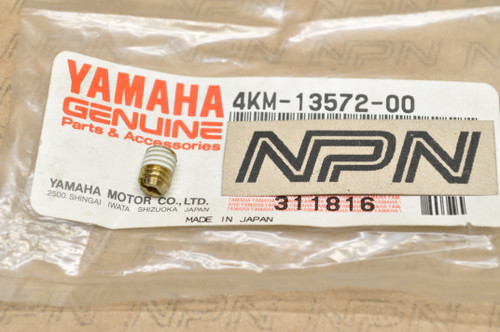 YAMAHA
GENUINE
Parts & Accessories
4KM-13572-00
NPN
311816
YAMAHA MOTOR CO., LTD.
2500 SHINGAI IWATA SHIZUOKA JAPAN
MADE IN JAPAN